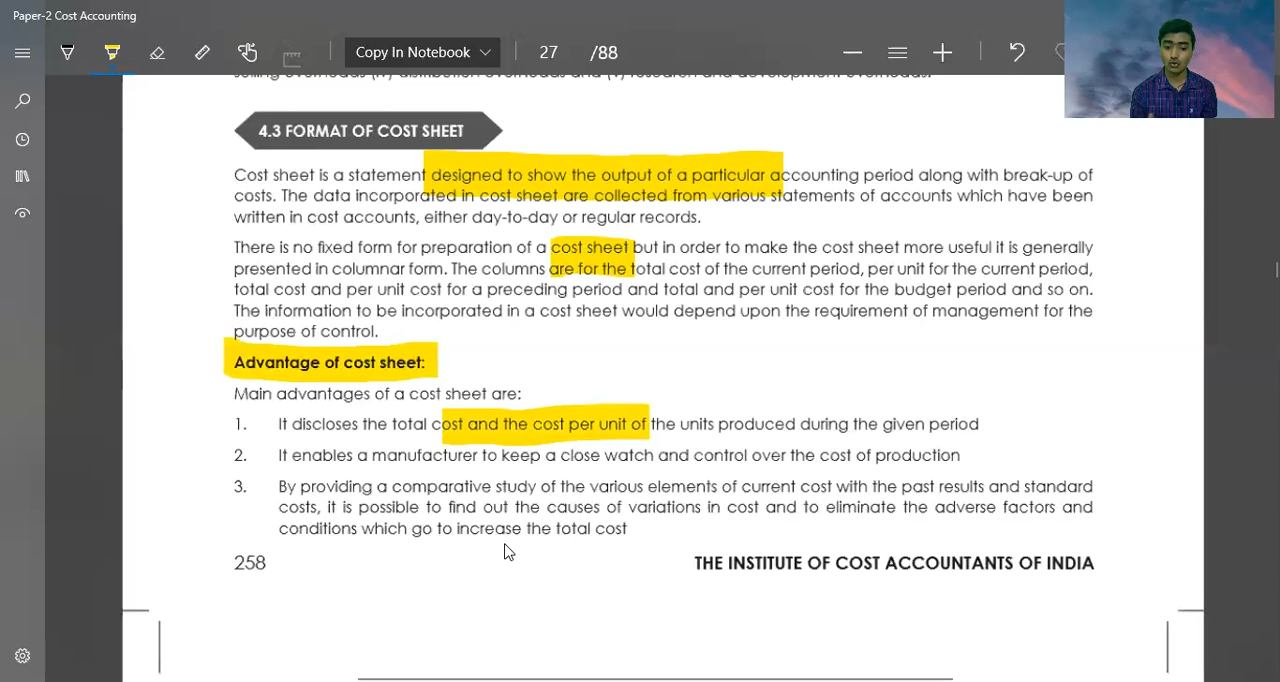 Paper-2 Cost Accounting
Copy In Notebook
27 /88
selling overheads (iv) distribution overheads and (v) research and development overheads.
4.3 FORMAT OF COST SHEET
Cost sheet is a statement designed to show the output of a particular accounting period along with break-up of
costs. The data incorporated in cost sheet are collected from various statements of accounts which have been
written in cost accounts, either day-to-day or regular records.
There is no fixed form for preparation of a cost sheet but in order to make the cost sheet more useful it is generally
presented in columnar form. The columns are for the total cost of the current period, per unit for the current period,
total cost and per unit cost for a preceding period and total and per unit cost for the budget period and so on.
The information to be incorporated in a cost sheet would depend upon the requirement of management for the
purpose of control.
Advantage of cost sheet:
Main advantages of a cost sheet are:
1. It discloses the total cost and the cost per unit of the units produced during the given period
2. It enables a manufacturer to keep a close watch and control over the cost of production
3. By providing a comparative study of the various elements of current cost with the past results and standard
costs, it is possible to find out the causes of variations in cost and to eliminate the adverse factors and
conditions which go to increase the total cost
258 THE INSTITUTE OF COST ACCOUNTANTS OF INDIA